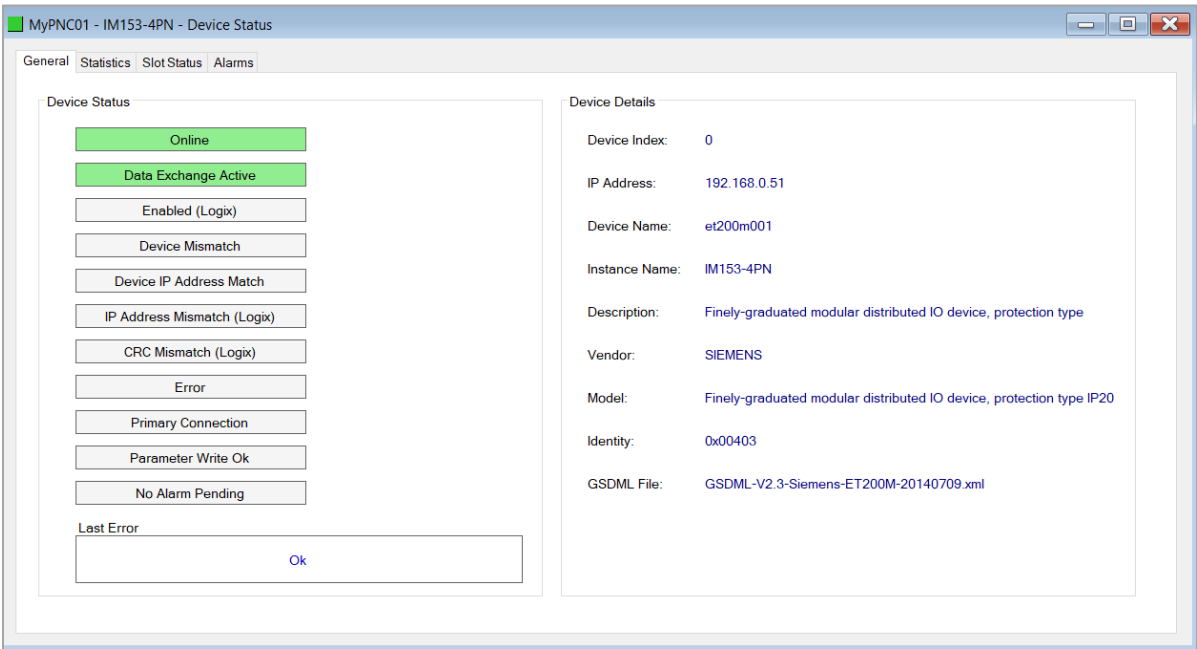 MyPNC01 - IM153-4PN - Device Status
General Statistics Slot Status Alarms
Device Status
Online
Data Exchange Active
Enabled (Logix)
Device Mismatch
Device IP Address Match
IP Address Mismatch (Logix)
CRC Mismatch (Logix)
Error
Primary Connection
Parameter Write Ok
No Alarm Pending
Last Error
Ok
Device Details
Device Index: 0
IP Address: 192.168.0.51
Device Name: et200m001
Instance Name: IM153-4PN
Description: Finely-graduated modular distributed IO device, protection type
Vendor: SIEMENS
Model: Finely-graduated modular distributed IO device, protection type IP20
Identity: 0x00403
GSDML File: GSDML-V2.3-Siemens-ET200M-20140709.xml